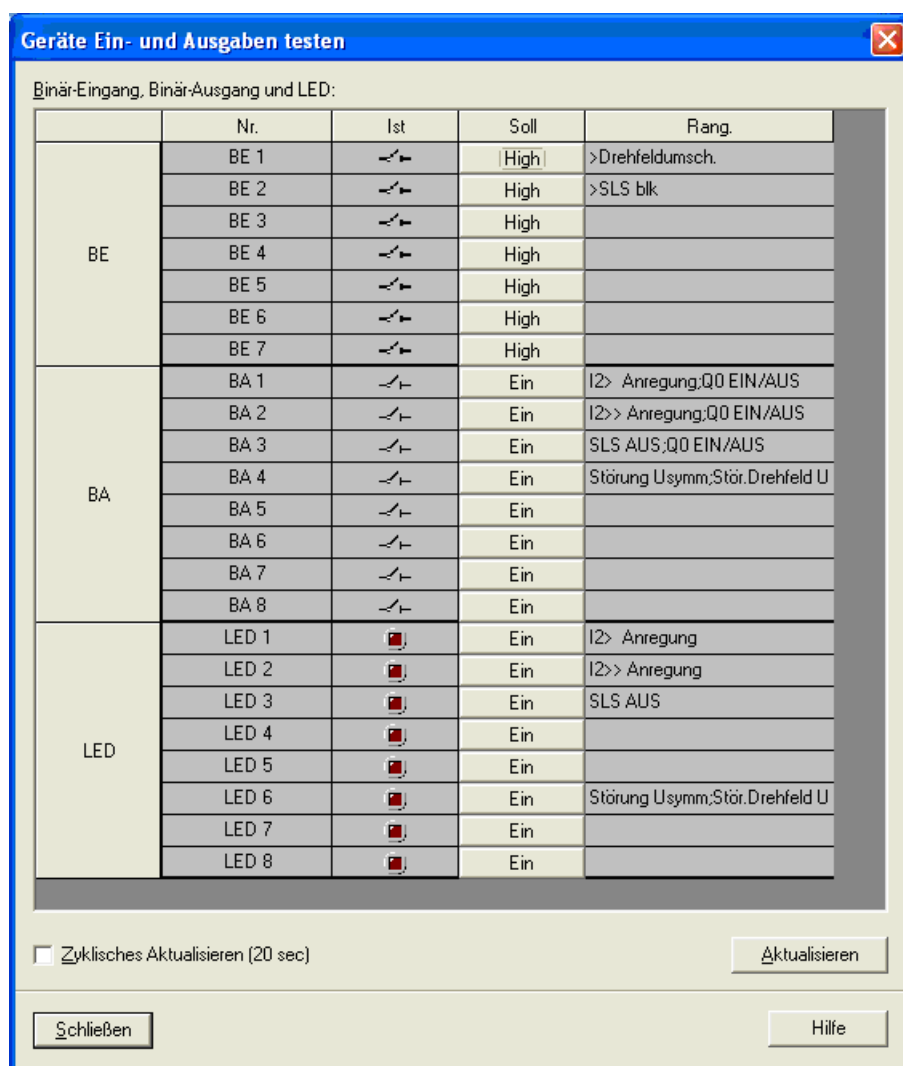 Geräte Ein- und Ausgaben testen
Binär-Eingang, Binär-Ausgang und LED:
Nr. Ist Soll Rang.
BE 1 High >Drehfeldumsch.
BE 2 High >SLS blk
BE 3 High
BE BE 4 High
BE 5 High
BE 6 High
BE 7 High
BA 1 Ein I2> Anregung;Q0 EIN/AUS
BA 2 Ein I2>> Anregung;Q0 EIN/AUS
BA 3 Ein SLS AUS;Q0 EIN/AUS
BA 4 Ein Störung Usymm;Stör.Drehfeld U
BA BA 5 Ein
BA 6 Ein
BA 7 Ein
BA 8 Ein
LED 1 Ein I2> Anregung
LED 2 Ein I2>> Anregung
LED 3 Ein SLS AUS
LED 4 Ein
LED LED 5 Ein
LED 6 Ein Störung Usymm;Stör.Drehfeld U
LED 7 Ein
LED 8 Ein
Zyklisches Aktualisieren (20 sec) Aktualisieren
Schließen Hilfe